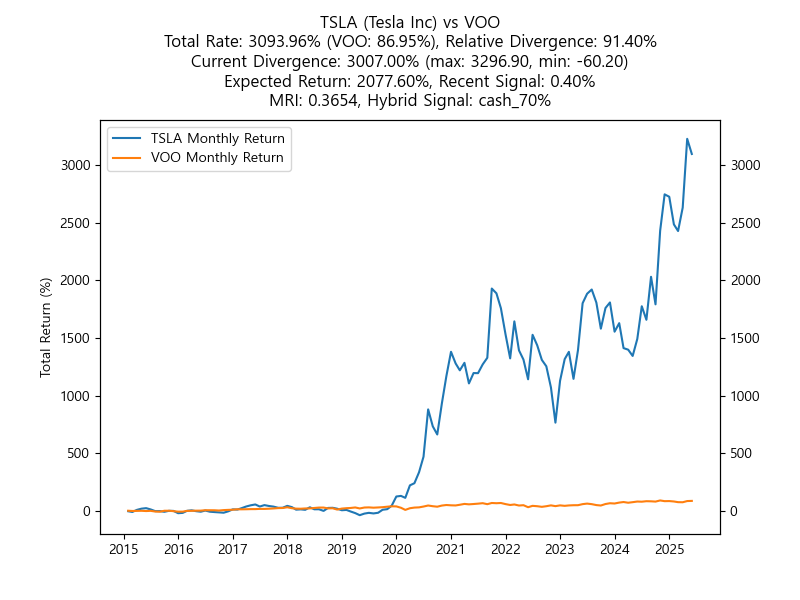 TSLA (Tesla Inc) vs VOO
Total Rate: 3093.96% (VOO: 86.95%), Relative Divergence: 91.40%
Current Divergence: 3007.00% (max: 3296.90, min: -60.20)
Expected Return: 2077.60%, Recent Signal: 0.40%
MRI: 0.3654, Hybrid Signal: cash_70%
TSLA Monthly Return
VOO Monthly Return
Total Return (%)
3000
2500
2000
1500
1000
500
0
3000
2500
2000
1500
1000
500
0
2015 2016 2017 2018 2019 2020 2021 2022 2023 2024 2025